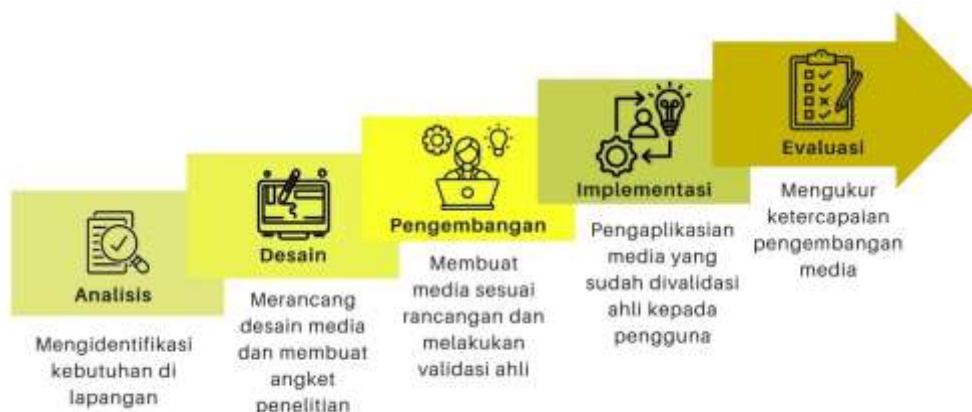 Analisis
Mengidentifikasi
kebutuhan di
lapangan
Desain
Merancang
desain media
dan membuat
angket
penelitian
Pengembangan
Membuat
media sesuai
rancangan dan
melakukan
validasi ahli
Implementasi
Pengaplikasian
media yang
sudah divalidasi
ahli kepada
pengguna
Evaluasi
Mengukur
ketercapaian
pengembangan
media